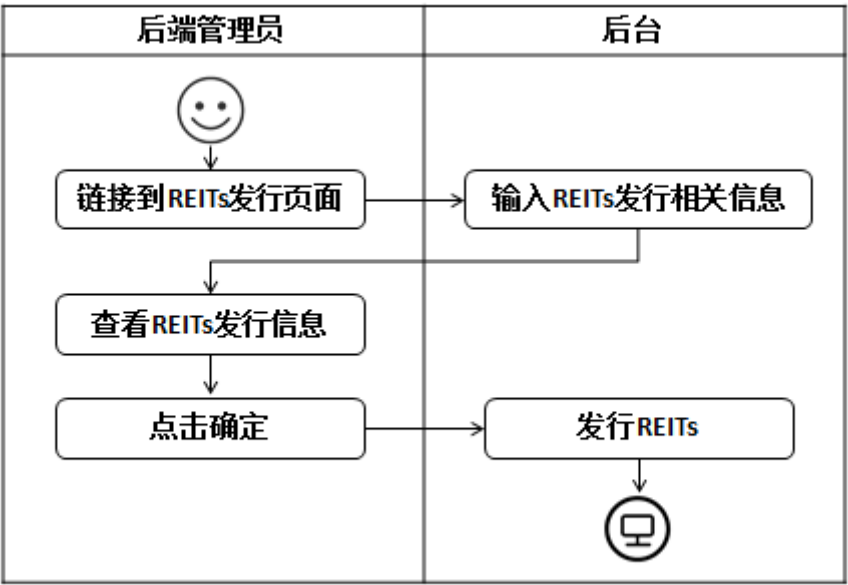 后端管理员
后台
链接到REITs发行页面
输入REITs发行相关信息
查看REITs发行信息
点击确定
发行REITs